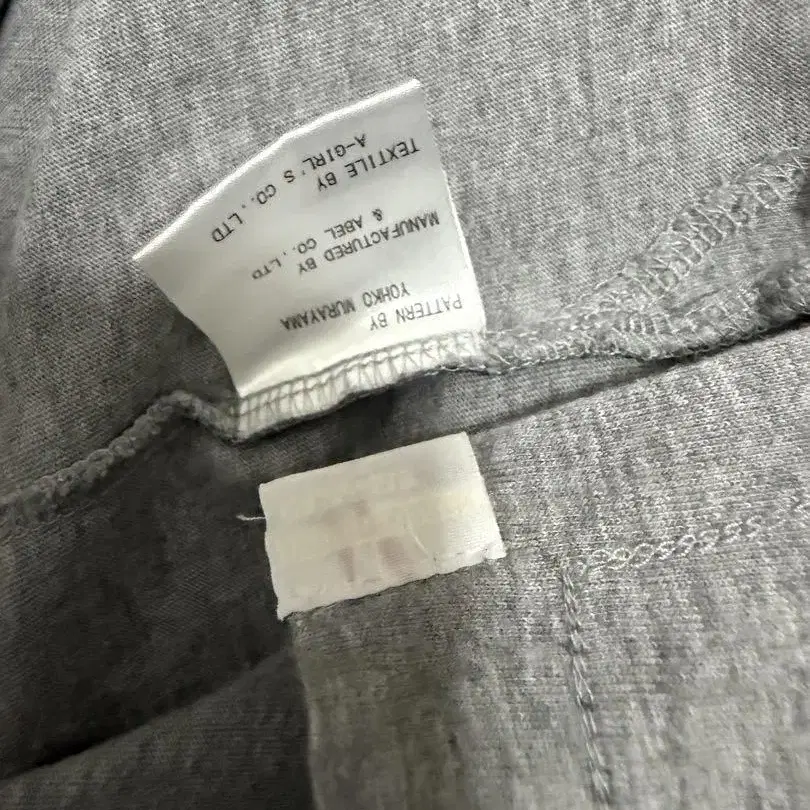 TEXTILE BY
A-GIRL'S CO.,LTD
MANUFACTURED BY
& ABEL CO.,LTD
PATTERN BY
YOHKO MURAYAMA